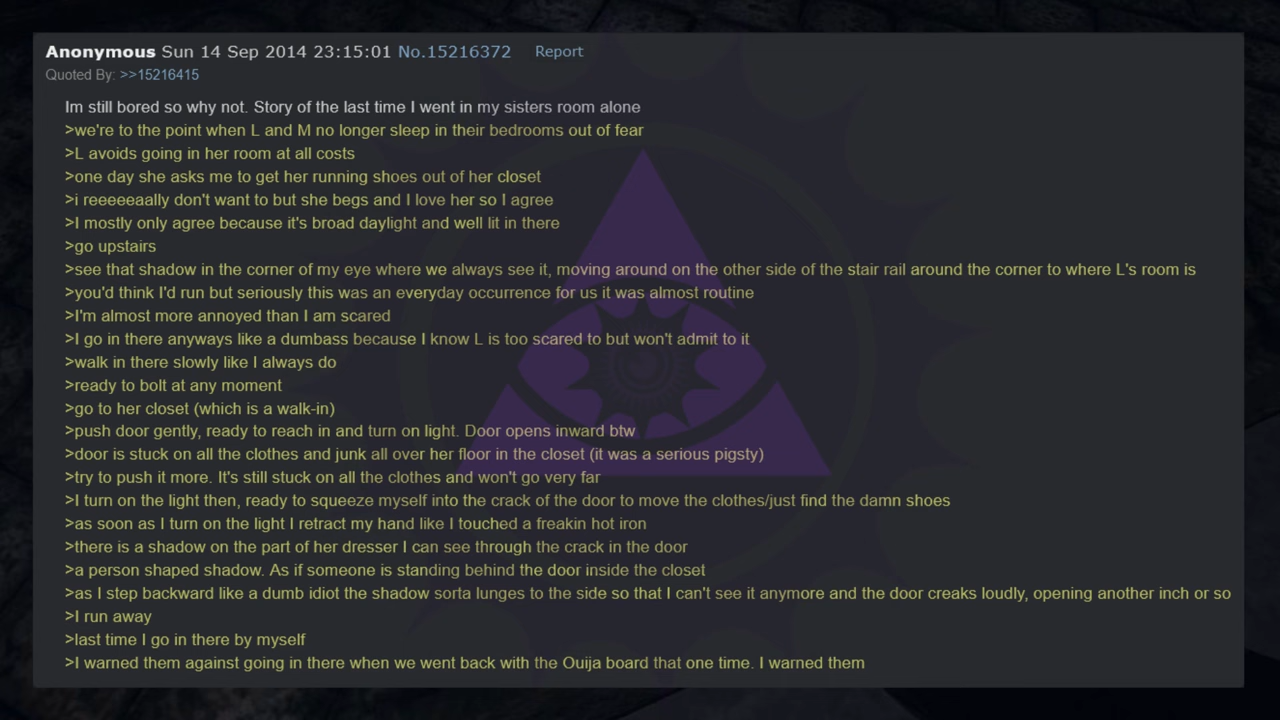 Anonymous Sun 14 Sep 2014 23:15:01 No.15216372 Report
Quoted By: >>15216415
Im still bored so why not. Story of the last time I went in my sisters room alone
>we're to the point when L and M no longer sleep in their bedrooms out of fear
>L avoids going in her room at all costs
>one day she asks me to get her running shoes out of her closet
>i reeeeeaally don't want to but she begs and I love her so I agree
>I mostly only agree because it's broad daylight and well lit in there
>go upstairs
>see that shadow in the corner of my eye where we always see it, moving around on the other side of the stair rail around the corner to where L's room is
>you'd think I'd run but seriously this was an everyday occurrence for us it was almost routine
>I'm almost more annoyed than I am scared
>I go in there anyways like a dumbass because I know L is too scared to but won't admit to it
>walk in there slowly like I always do
>ready to bolt at any moment
>go to her closet (which is a walk-in)
>push door gently, ready to reach in and turn on light. Door opens inward btw
>door is stuck on all the clothes and junk all over her floor in the closet (it was a serious pigsty)
>try to push it more. It's still stuck on all the clothes and won't go very far
>I turn on the light then, ready to squeeze myself into the crack of the door to move the clothes/just find the damn shoes
>as soon as I turn on the light I retract my hand like I touched a freakin hot iron
>there is a shadow on the part of her dresser I can see through the crack in the door
>a person shaped shadow. As if someone is standing behind the door inside the closet
>as I step backward like a dumb idiot the shadow sorta lunges to the side so that I can't see it anymore and the door creaks loudly, opening another inch or so
>I run away
>last time I go in there by myself
>I warned them against going in there when we went back with the Ouija board that one time. I warned them